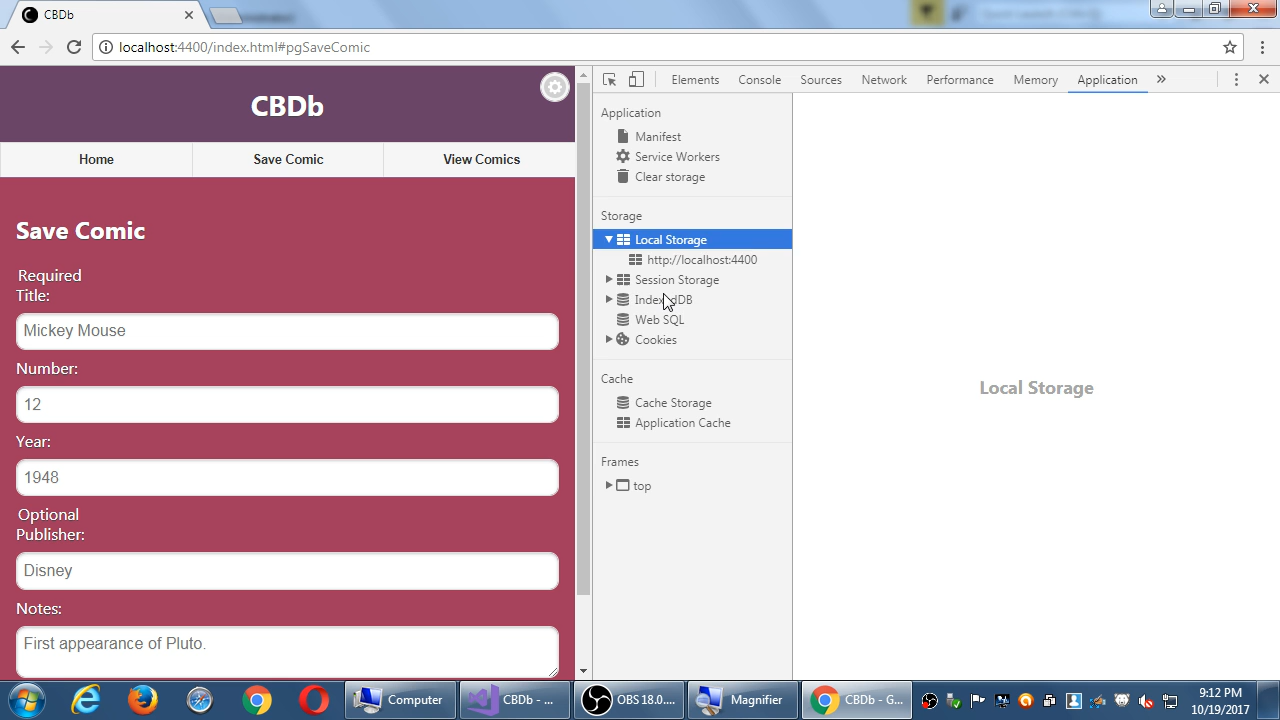 CBDb
localhost:4400/index.html#pgSaveComic
CBDb
Home
Save Comic
View Comics
Save Comic
Required
Title:
Mickey Mouse
Number:
12
Year:
1948
Optional
Publisher:
Disney
Notes:
First appearance of Pluto.
Elements
Console
Sources
Network
Performance
Memory
Application
»
Application
Manifest
Service Workers
Clear storage
Storage
Local Storage
http://localhost:4400
Session Storage
IndexedDB
Web SQL
Cookies
Cache
Cache Storage
Application Cache
Frames
top
Local Storage
Computer
CBDb - ...
OBS 18.0....
Magnifier
CBDb - G...
9:12 PM
10/19/2017